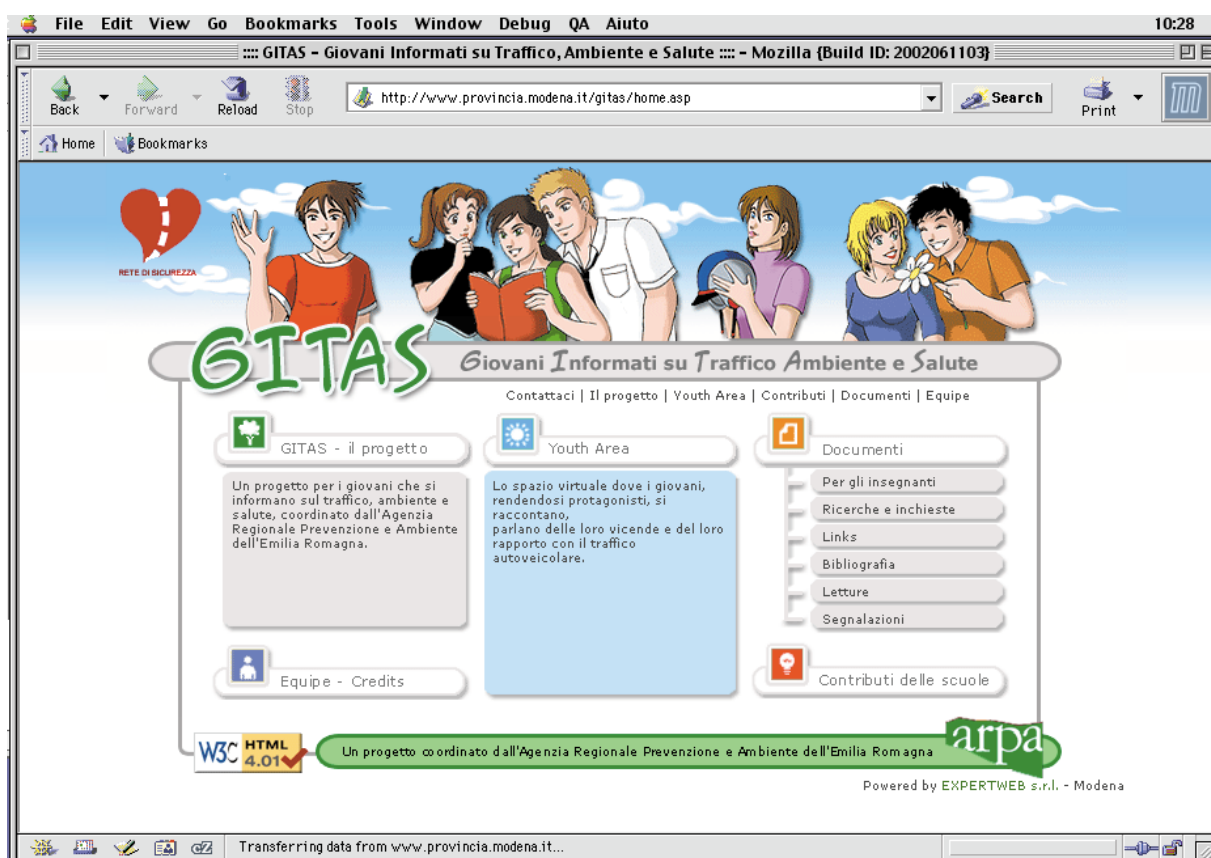 File Edit View Go Bookmarks Tools Window Debug QA Aiuto 10:28
:::: GITAS - Giovani Informati su Traffico, Ambiente e Salute :::: - Mozilla {Build ID: 2002061103}
Back Forward Reload Stop http://www.provincia.modena.it/gitas/home.asp Search Print
Home Bookmarks
RETE DI SICUREZZA
GITAS Giovani Informati su Traffico Ambiente e Salute
Contattaci | Il progetto | Youth Area | Contributi | Documenti | Equipe
GITAS - il progetto
Un progetto per i giovani che si
informano sul traffico, ambiente e
salute, coordinato dall'Agenzia
Regionale Prevenzione e Ambiente
dell'Emilia Romagna.
Equipe - Credits
Youth Area
Lo spazio virtuale dove i giovani,
rendendosi protagonisti, si
raccontano,
parlano delle loro vicende e del loro
rapporto con il traffico
autoveicolare.
Documenti
Per gli insegnanti
Ricerche e inchieste
Links
Bibliografia
Letture
Segnalazioni
Contributi delle scuole
W3C HTML 4.01
Un progetto coordinato dall'Agenzia Regionale Prevenzione e Ambiente dell'Emilia Romagna
arpa
Powered by EXPERTWEB s.r.l. - Modena
Transferring data from www.provincia.modena.it...